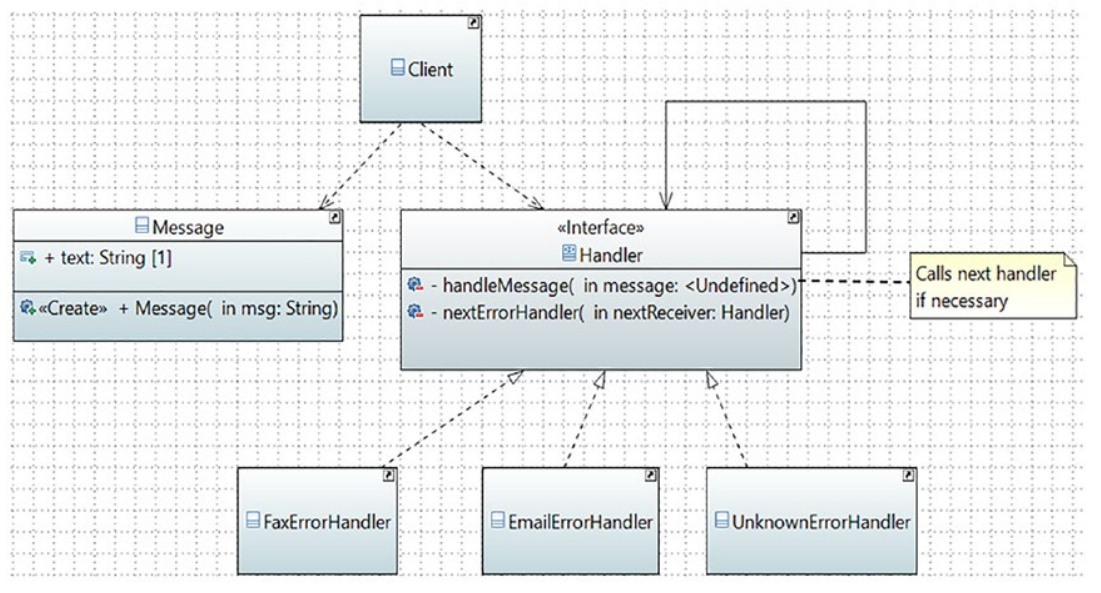 Client
Message
+ text: String [1]
«Create» + Message( in msg: String)
«Interface»
Handler
- handleMessage( in message: <Undefined>)
- nextErrorHandler( in nextReceiver: Handler)
Calls next handler
if necessary
FaxErrorHandler
EmailErrorHandler
UnknownErrorHandler